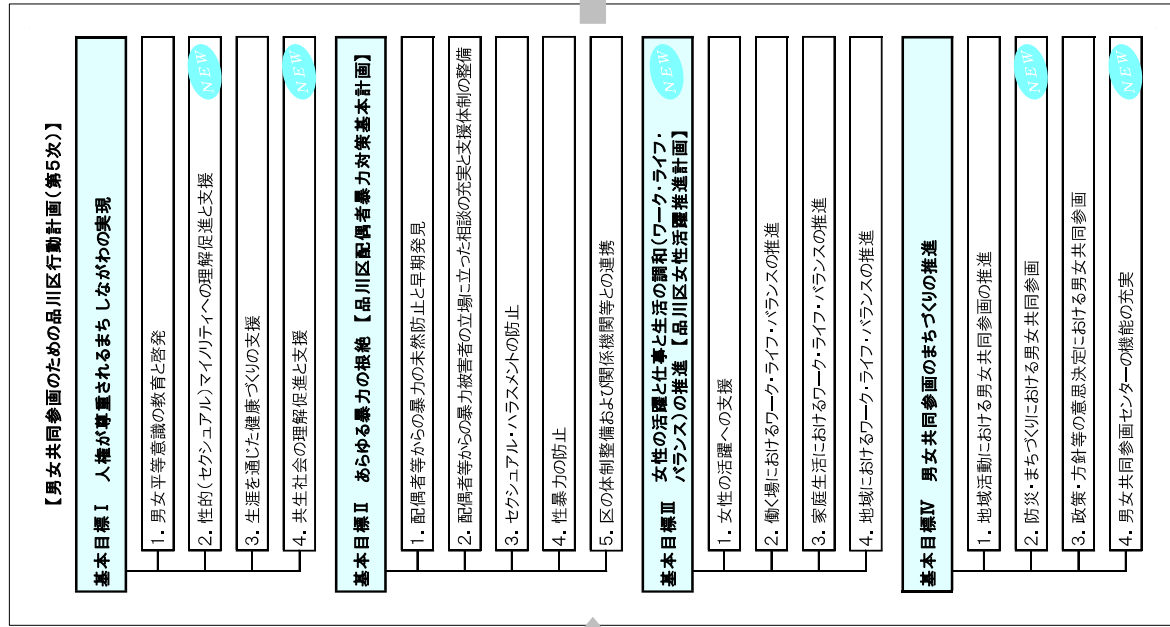 【男女共同参画のための品川区行動計画(第5次)】
基本目標Ⅰ 人権が尊重されるまち しながわの実現
1. 男女平等意識の教育と啓発
2. 性的(セクシュアル)マイノリティへの理解促進と支援
NEW
3. 生涯を通じた健康づくりの支援
4. 共生社会の理解促進と支援
NEW
基本目標Ⅱ あらゆる暴力の根絶 【品川区配偶者暴力対策基本計画】
1. 配偶者等からの暴力の未然防止と早期発見
2. 配偶者等からの暴力被害者の立場に立った相談の充実と支援体制の整備
3. セクシュアル・ハラスメントの防止
4. 性暴力の防止
5. 区の体制整備および関係機関等との連携
基本目標Ⅲ 女性の活躍と仕事と生活の調和(ワーク・ライフ・
バランス)の推進 【品川区女性活躍推進計画】
NEW
1. 女性の活躍への支援
2. 働く場におけるワーク・ライフ・バランスの推進
3. 家庭生活におけるワーク・ライフ・バランスの推進
4. 地域におけるワーク・ライフ・バランスの推進
基本目標Ⅳ 男女共同参画のまちづくりの推進
1. 地域活動における男女共同参画の推進
2. 防災・まちづくりにおける男女共同参画
NEW
3. 政策・方針等の意思決定における男女共同参画
4. 男女共同参画センターの機能の充実
NEW